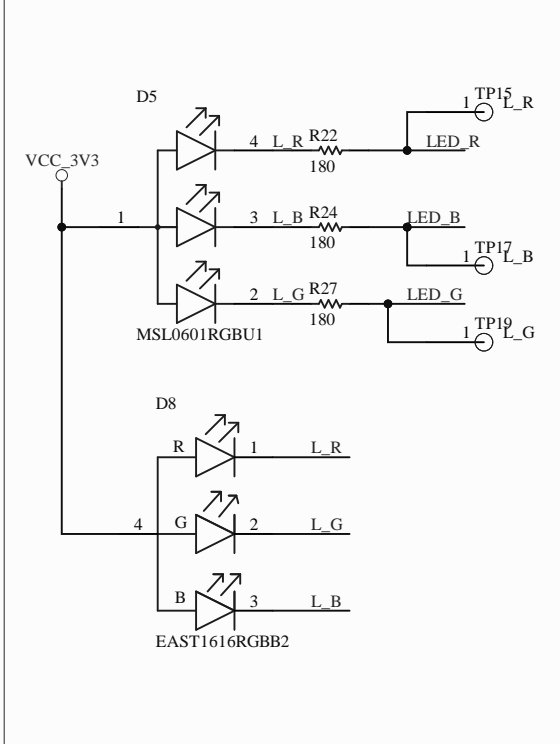 D5
TP15
1 L_R
4 L_R R22 LED_R
180
VCC_3V3
1 3 L_B R24 LED_B
180
TP17
1 L_B
2 L_G R27 LED_G
180
TP19
1 L_G
MSL0601RGBU1
D8
R 1 L_R
4 G 2 L_G
B 3 L_B
EAST1616RGBB2